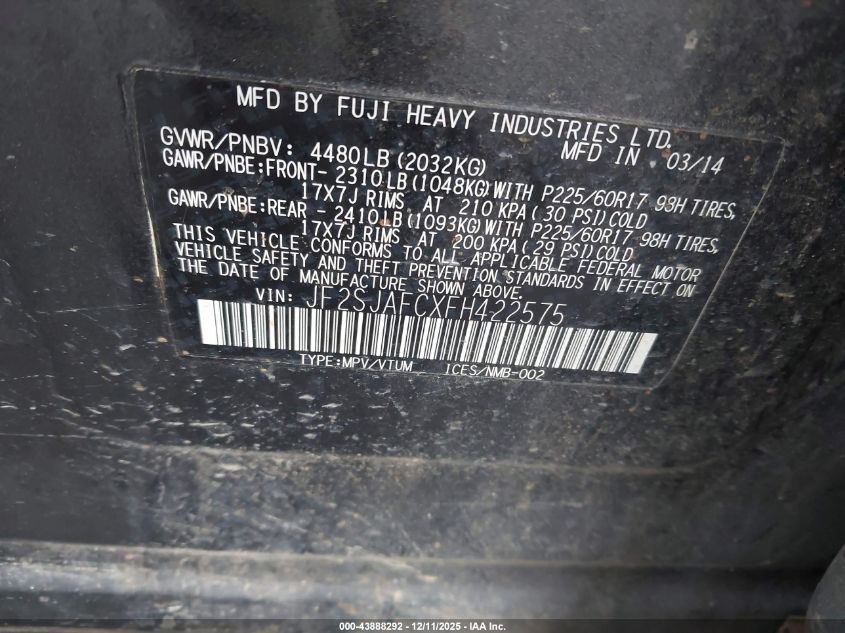 MFD BY FUJI HEAVY INDUSTRIES LTD.
GVWR/PNBV: 4480LB(2032KG) MFD IN 03/14
GAWR/PNBE:FRONT- 2310LB(1048KG)WITH P225/60R17 98H TIRES,
17X7J RIMS AT 210 KPA(30 PSI)COLD
GAWR/PNBE:REAR - 2410LB(1093KG)WITH P225/60R17 98H TIRES,
17X7J RIMS AT 200 KPA(29 PSI)COLD
THIS VEHICLE CONFORMS TO ALL APPLICABLE FEDERAL MOTOR
VEHICLE SAFETY AND THEFT PREVENTION STANDARDS IN EFFECT ON
THE DATE OF MANUFACTURE SHOWN ABOVE.
VIN: JF2SJAFCXFH422575
TYPE:MPV/VTUM ICES/NMB-002
000-43888292 - 12/11/2025 - IAA Inc.